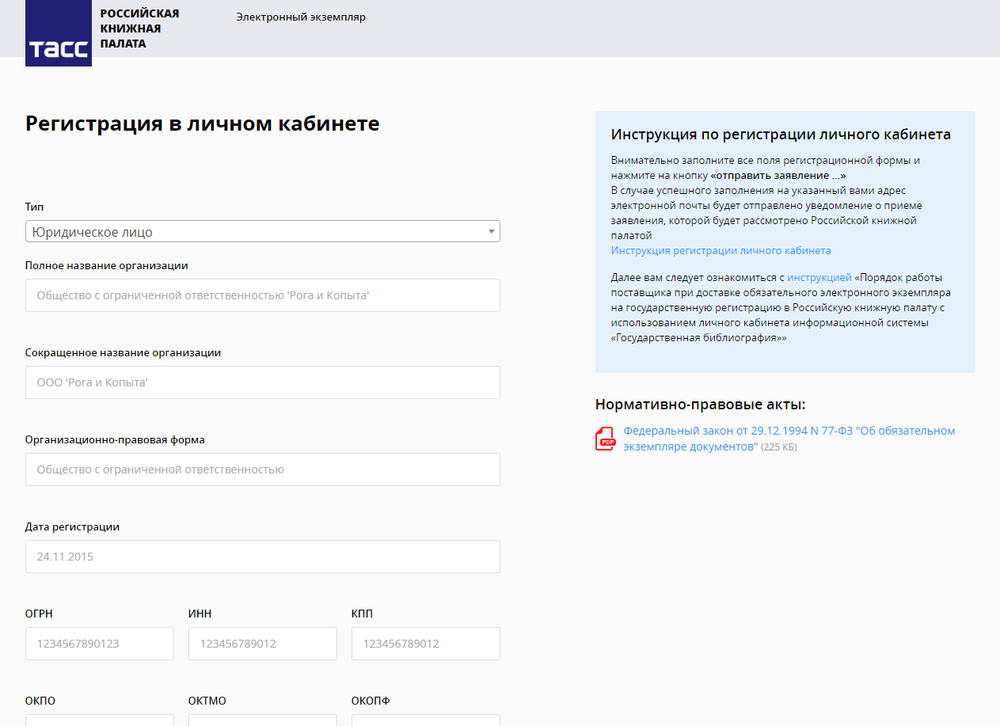 тасс
РОССИЙСКАЯ
КНИЖНАЯ
ПАЛАТА
Электронный экземпляр
Регистрация в личном кабинете
Тип
Юридическое лицо
Полное название организации
Общество с ограниченной ответственностью 'Рога и Копыта'
Сокращенное название организации
ООО 'Рога и Копыта'
Организационно-правовая форма
Общество с ограниченной ответственностью
Дата регистрации
24.11.2015
ОГРН ИНН КПП
1234567890123 123456789012 123456789012
ОКПО ОКТМО ОКОПФ
Инструкция по регистрации личного кабинета
Внимательно заполните все поля регистрационной формы и
нажмите на кнопку «отправить заявление ...»
В случае успешного заполнения на указанный вами адрес
электронной почты будет отправлено уведомление о приеме
заявления, которой будет рассмотрено Российской книжной
палатой
Инструкция регистрации личного кабинета
Далее вам следует ознакомиться с инструкцией «Порядок работы
поставщика при доставке обязательного электронного экземпляра
на государственную регистрацию в Российскую книжную палату с
использованием личного кабинета информационной системы
«Государственная библиография»»
Нормативно-правовые акты:
PDF
Федеральный закон от 29.12.1994 N 77-ФЗ "Об обязательном
экземпляре документов" (225 КБ)